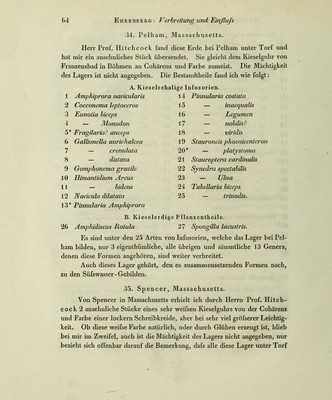 64 Ehrenberg: Verbreitung und Einfluſs
34. Pelham, Massachusetts.
Herr Prof. Hitchcock fand diese Erde bei Pelham unter Torf und
hat mir ein ansehnliches Stück übersendet. Sie gleicht dem Kieselguhr von
Franzensbad in Böhmen an Cohärenz und Farbe zumeist. Die Mächtigkeit
des Lagers ist nicht angegeben. Die Bestandtheile fand ich wie folgt:
A. Kieselschalige Infusorien.
1 Amphiprora navicularis 14 Pinnularia costata
2 Cocconema leptoceros 15 — inaequalis
3 Eunotia biceps 16 — Legumen
4 — Monodon 17 — nobilis?
5* Fragilaria? anceps 18 — viridis
6 Gallionella aurichalcea 19 Stauroneis phoenicenteron
7 — crenulata 20* — platystoma
8 — distans 21 Stauroptera cardinalis
9 Gomphonema gracile 22 Synedra spectabilis
10 Himantidium Arcus 23 — Ulna
11 — bidens 24 Tabellaria biceps
12 Navicula dilatata 25 — trinodis.
13* Pinnularia Amphiprora
B. Kieselerdige Pflanzentheile.
26 Amphidiscus Rotula 27 Spongilla lacustris.
Es sind unter den 25 Arten von Infusorien, welche das Lager bei Pel-
ham bilden, nur 3 eigenthümliche, alle übrigen und sämmtliche 13 Genera,
denen diese Formen angehören, sind weiter verbreitet.
Auch dieses Lager gehört, den es zusammensetzenden Formen nach,
zu den Süſswasser-Gebilden.
35. Spencer, Massachusetts.
Von Spencer in Massachusetts erhielt ich durch Herrn Prof. Hitch-
cock 2 ansehnliche Stücke eines sehr weiſsen Kieselguhrs von der Cohärenz
und Farbe einer lockern Schreibkreide, aber bei sehr viel gröſserer Leichtig-
keit. Ob diese weiſse Farbe natürlich, oder durch Glühen erzeugt ist, blieb
bei mir im Zweifel, auch ist die Mächtigkeit des Lagers nicht angegeben, nur
bezieht sich offenbar darauf die Bemerkung, daſs alle diese Lager unter Torf